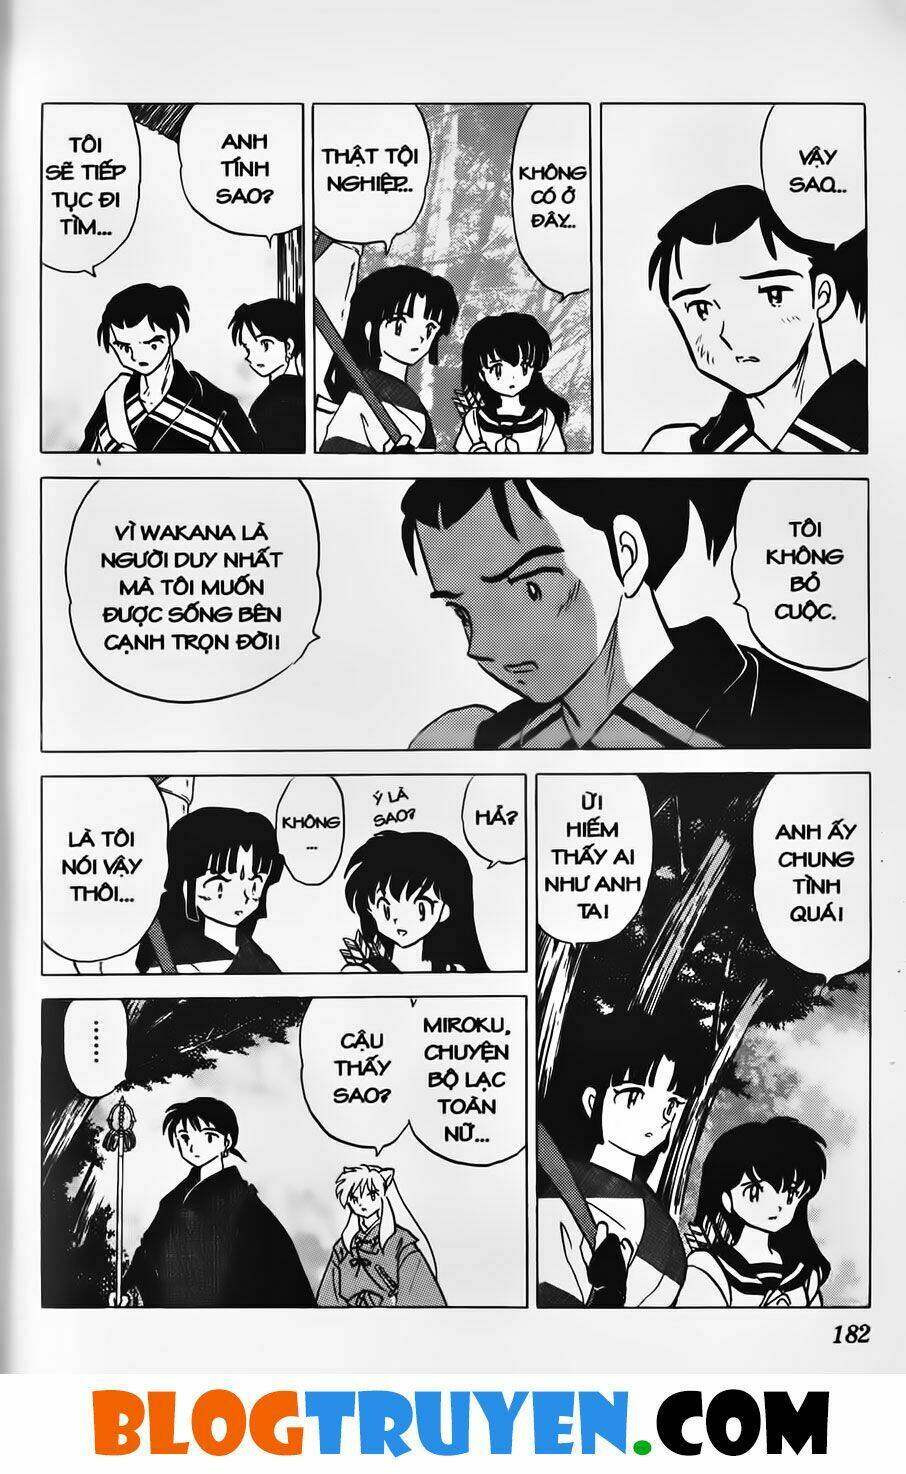 VẬY
SAO...
KHÔNG
CÓ Ở
ĐÂY...
THẬT TỘI
NGHIỆP...
ANH
TÍNH
SAO?
TÔI
SẼ TIẾP
TỤC ĐI
TÌM...
TÔI
KHÔNG
BỎ
CUỘC.
VÌ WAKANA LÀ
NGƯỜI DUY NHẤT
MÀ TÔI MUỐN
ĐƯỢC SỐNG BÊN
CẠNH TRỌN ĐỜI!
ANH ẤY
CHUNG
TÌNH
QUÁ!
ỪI
HIẾM
THẤY AI
NHƯ ANH
TA!
HẢ?
Ý LÀ
SAO?
KHÔNG
...
LÀ TÔI
NÓI VẬY
THÔI...
MIROKU,
CHUYỆN
BỘ LẠC
TOÀN
NỮ...
CẬU
THẤY
SAO?
......
182
BLOGTRUYEN.COM